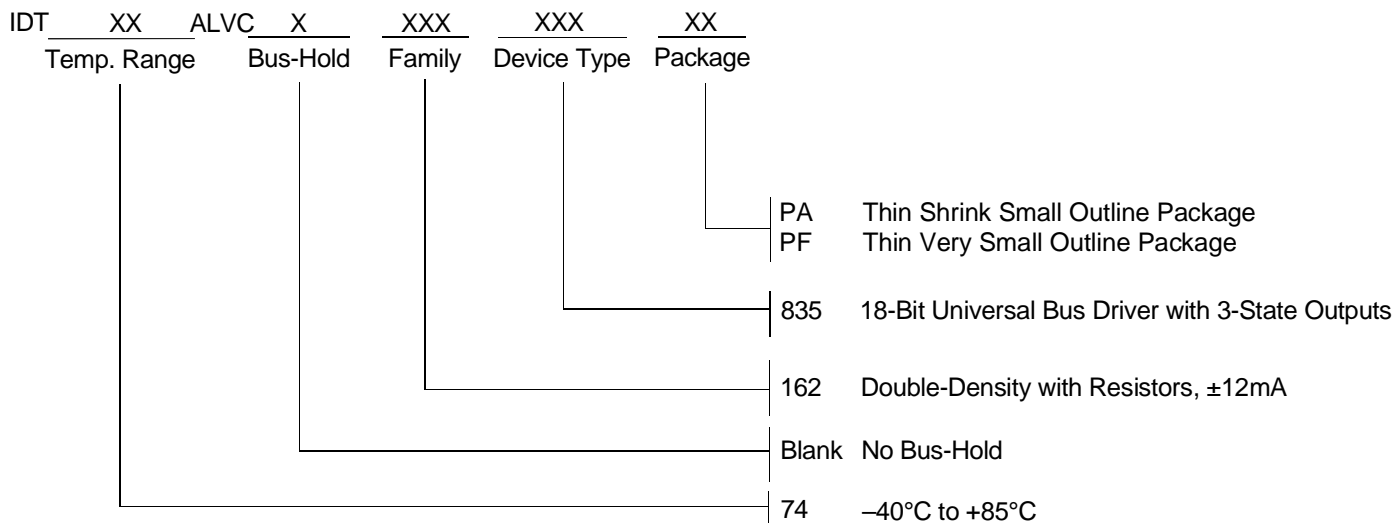 IDT XX ALVC X XXX XXX XX
Temp. Range Bus-Hold Family Device Type Package
PA Thin Shrink Small Outline Package
PF Thin Very Small Outline Package
835 18-Bit Universal Bus Driver with 3-State Outputs
162 Double-Density with Resistors, ±12mA
Blank No Bus-Hold
74 –40°C to +85°C